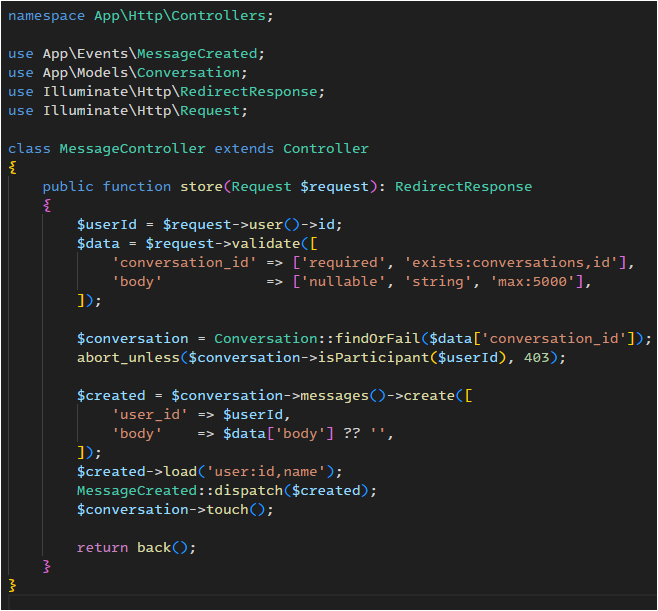 namespace App\Http\Controllers;

use App\Events\MessageCreated;
use App\Models\Conversation;
use Illuminate\Http\RedirectResponse;
use Illuminate\Http\Request;

class MessageController extends Controller
{
    public function store(Request $request): RedirectResponse
    {
        $userId = $request->user()->id;
        $data = $request->validate([
            'conversation_id' => ['required', 'exists:conversations,id'],
            'body'            => ['nullable', 'string', 'max:5000'],
        ]);

        $conversation = Conversation::findOrFail($data['conversation_id']);
        abort_unless($conversation->isParticipant($userId), 403);

        $created = $conversation->messages()->create([
            'user_id' => $userId,
            'body'    => $data['body'] ?? '',
        ]);
        $created->load('user:id,name');
        MessageCreated::dispatch($created);
        $conversation->touch();

        return back();
    }
}